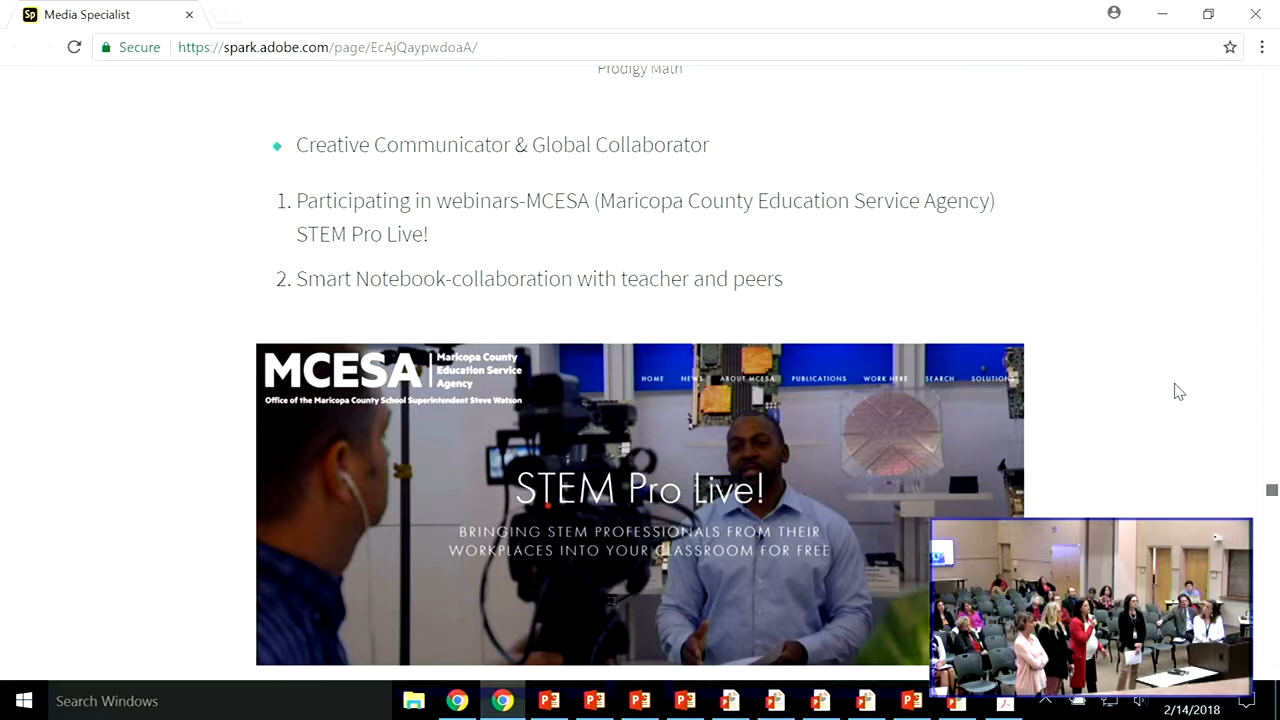 Media Specialist
Secure https://spark.adobe.com/page/EcAjQaypwdoaA/
Prodigy Math
Creative Communicator & Global Collaborator
1. Participating in webinars-MCESA (Maricopa County Education Service Agency)
STEM Pro Live!
2. Smart Notebook-collaboration with teacher and peers
MCESA
Maricopa County
Education Service
Agency
Office of the Maricopa County School Superintendent Steve Watson
HOME NEWS ABOUT MCESA PUBLICATIONS WORK HERE SEARCH SOLUTIONS
STEM Pro Live!
BRINGING STEM PROFESSIONALS FROM THEIR
WORKPLACES INTO YOUR CLASSROOM FOR FREE
Search Windows
2/14/2018